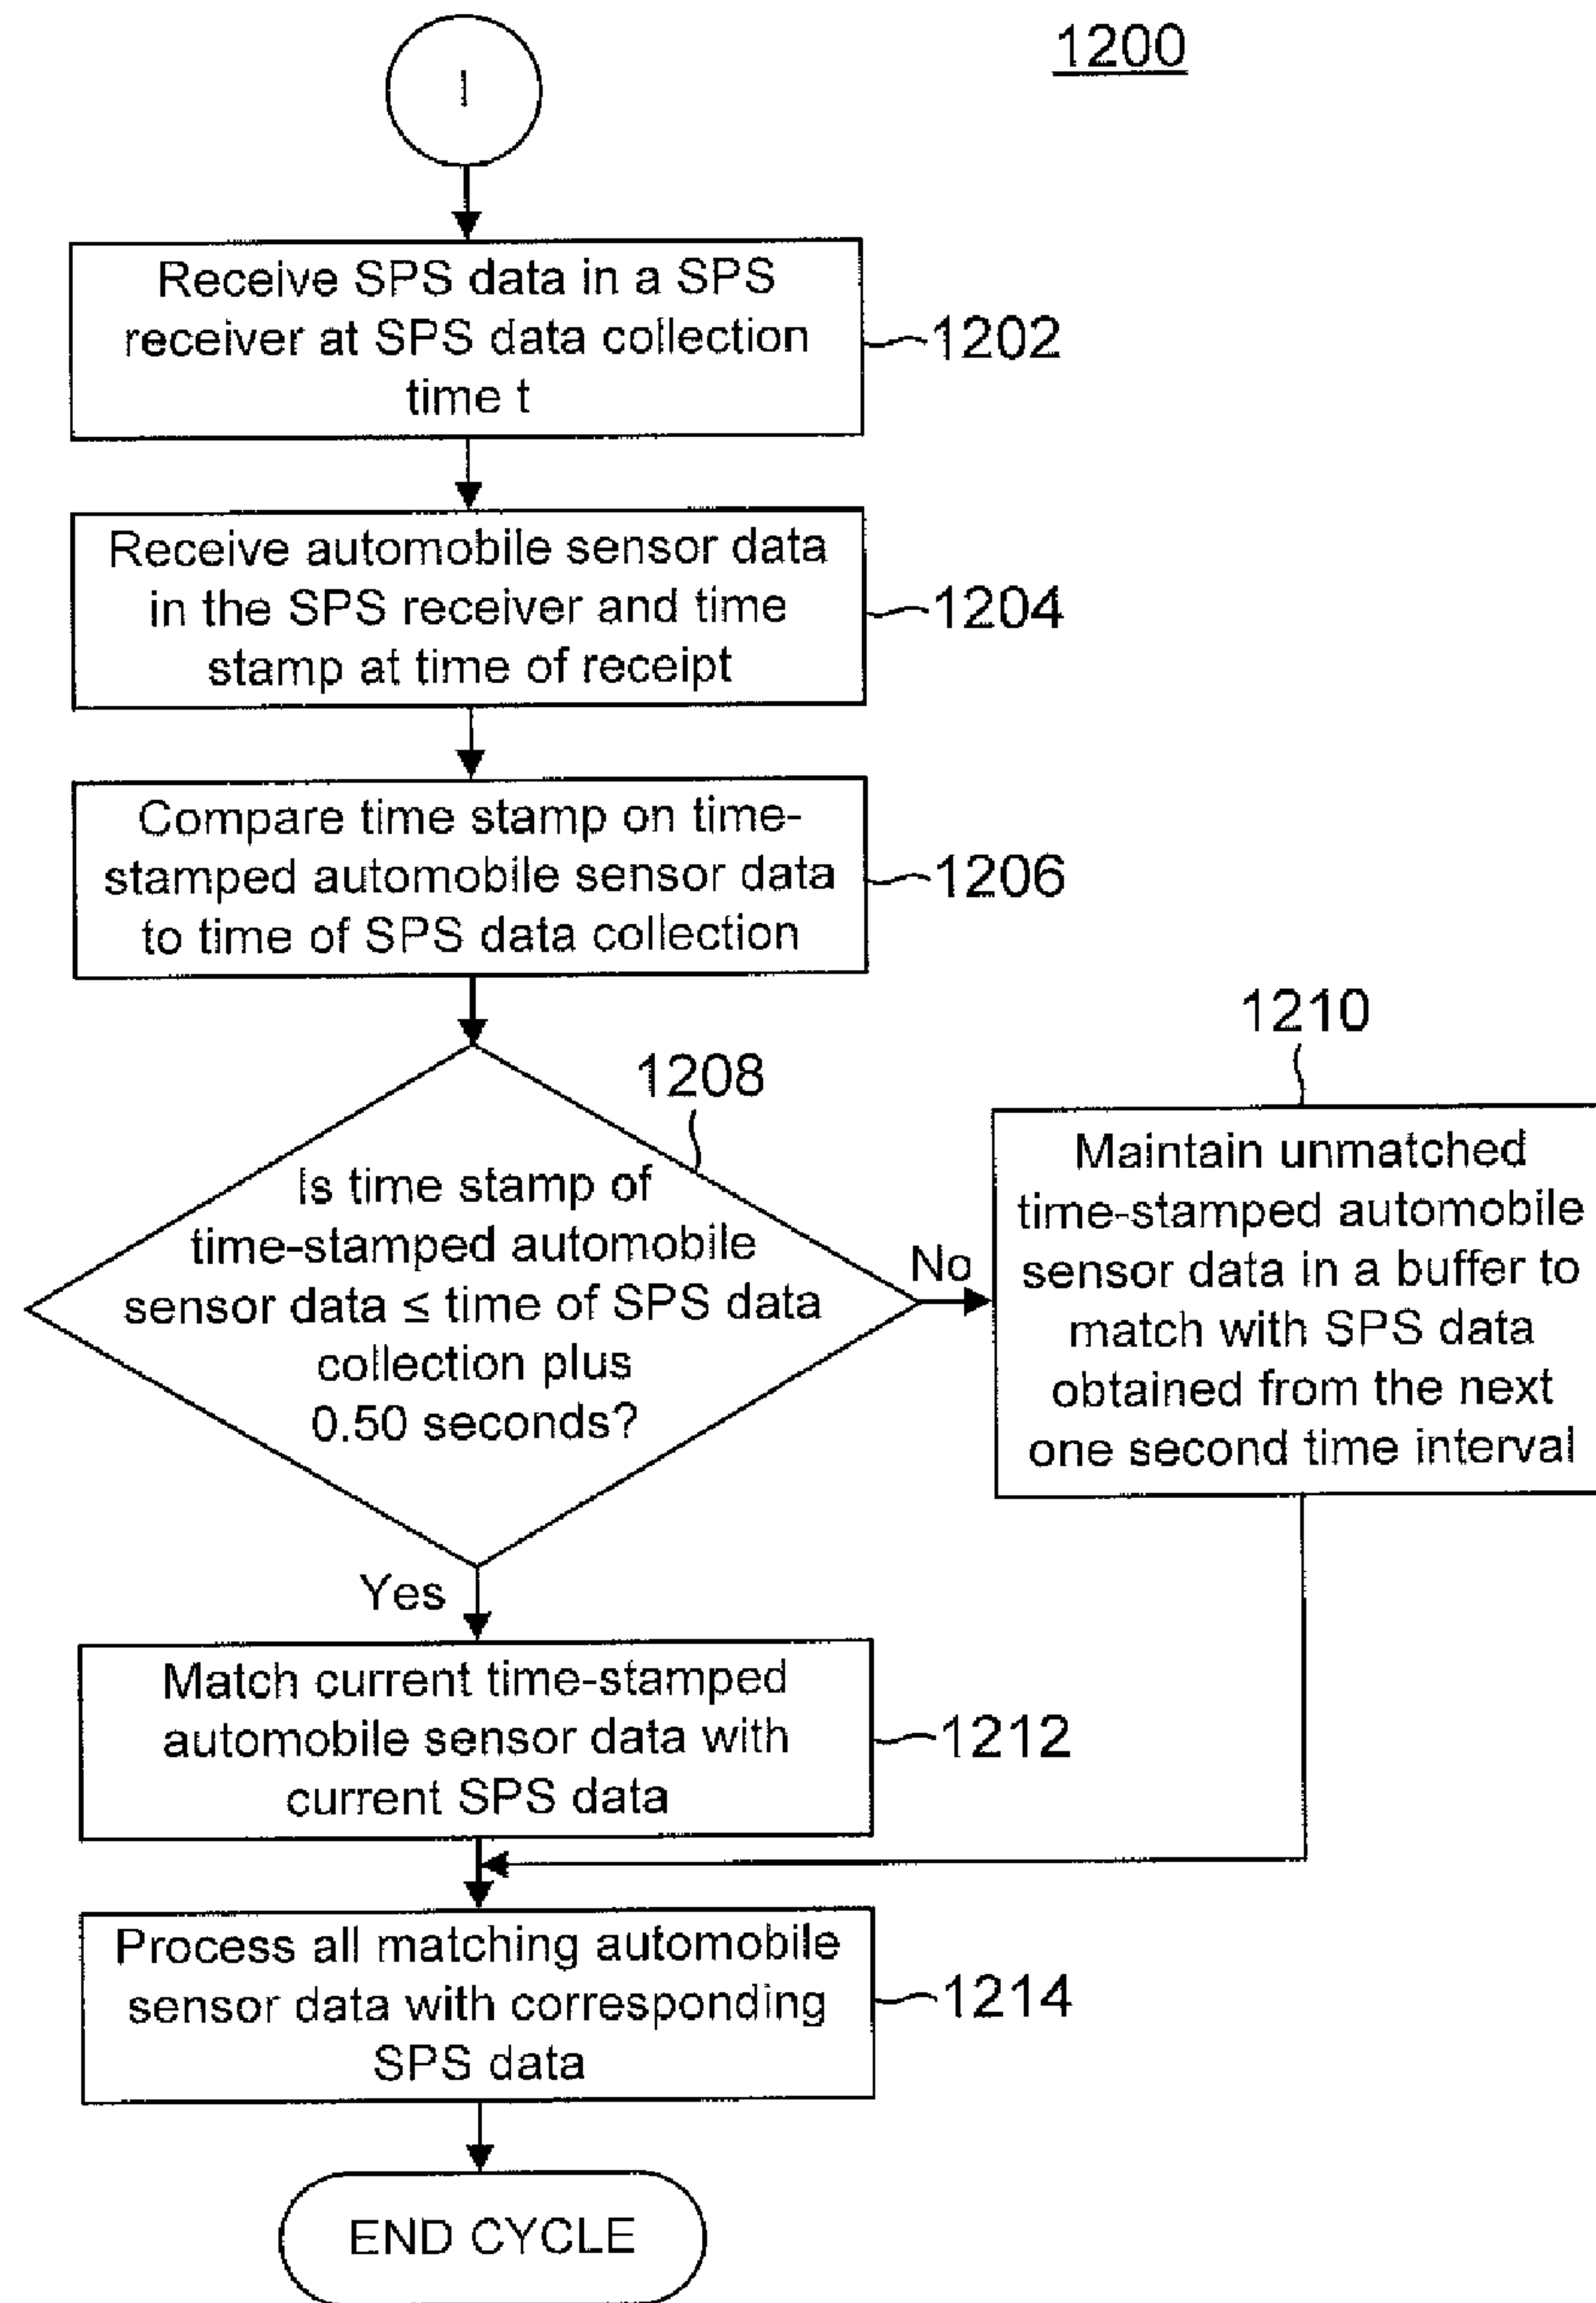 1200
I
Receive SPS data in a SPS
receiver at SPS data collection
time t
1202
Receive automobile sensor data
in the SPS receiver and time
stamp at time of receipt
1204
Compare time stamp on time-
stamped automobile sensor data
to time of SPS data collection
1206
1208
Is time stamp of
time-stamped automobile
sensor data ≤ time of SPS data
collection plus
0.50 seconds?
No
1210
Maintain unmatched
time-stamped automobile
sensor data in a buffer to
match with SPS data
obtained from the next
one second time interval
Yes
Match current time-stamped
automobile sensor data with
current SPS data
1212
Process all matching automobile
sensor data with corresponding
SPS data
1214
END CYCLE